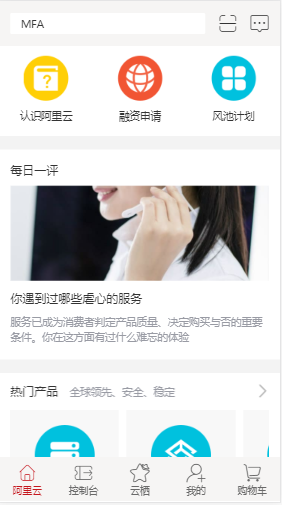 MFA
认识阿里云
融资申请
风池计划
每日一评
你遇到过哪些虐心的服务
服务已成为消费者判定产品质量、决定购买与否的重要
条件。你在这方面有过什么难忘的体验
热门产品 全球领先、安全、稳定
阿里云
控制台
云栖
我的
购物车